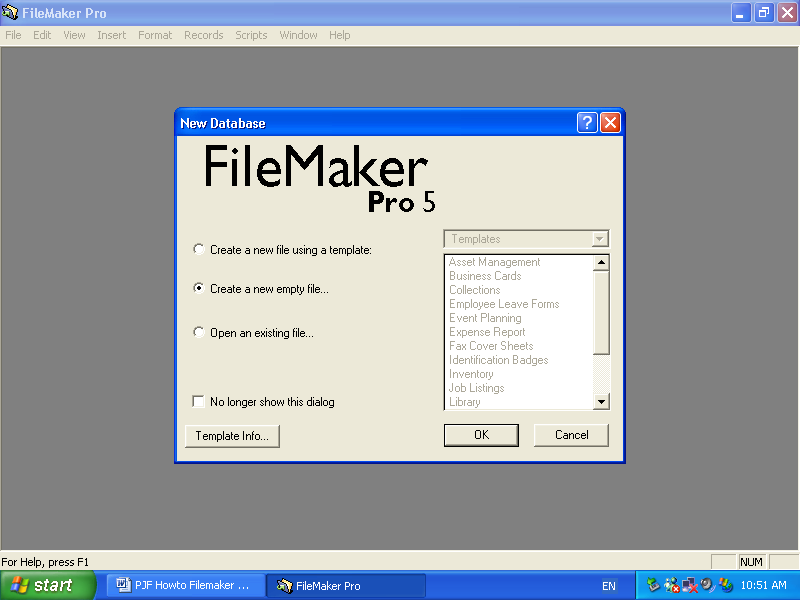 FileMaker Pro
File Edit View Insert Format Records Scripts Window Help
New Database
FileMaker
Pro 5
Templates
Create a new file using a template:
Create a new empty file...
Open an existing file...
Asset Management
Business Cards
Collections
Employee Leave Forms
Event Planning
Expense Report
Fax Cover Sheets
Identification Badges
Inventory
Job Listings
Library
No longer show this dialog
Template Info...
OK
Cancel
For Help, press F1
NUM
start
PJF Howto Filemaker ...
FileMaker Pro
EN
10:51 AM